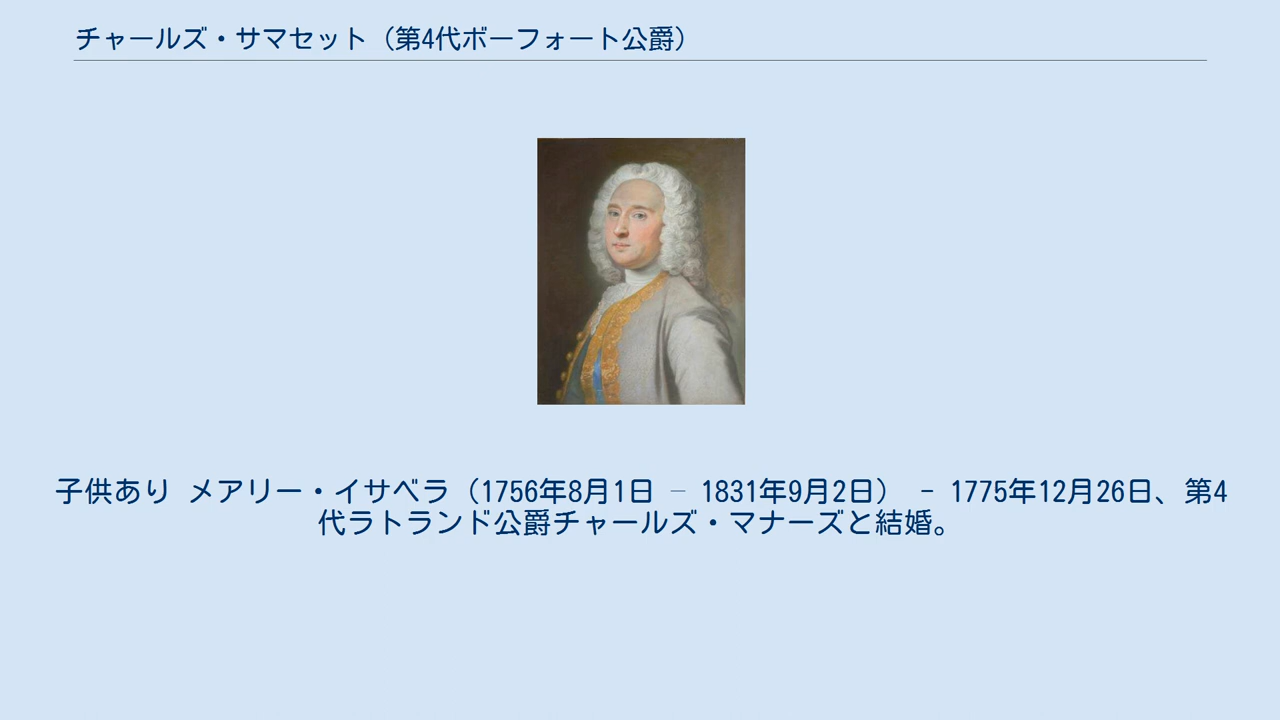 チャールズ・サマセット（第4代ボーフォート公爵）
子供あり メアリー・イサベラ（1756年8月1日 – 1831年9月2日） - 1775年12月26日、第4
代ラトランド公爵チャールズ・マナーズと結婚。